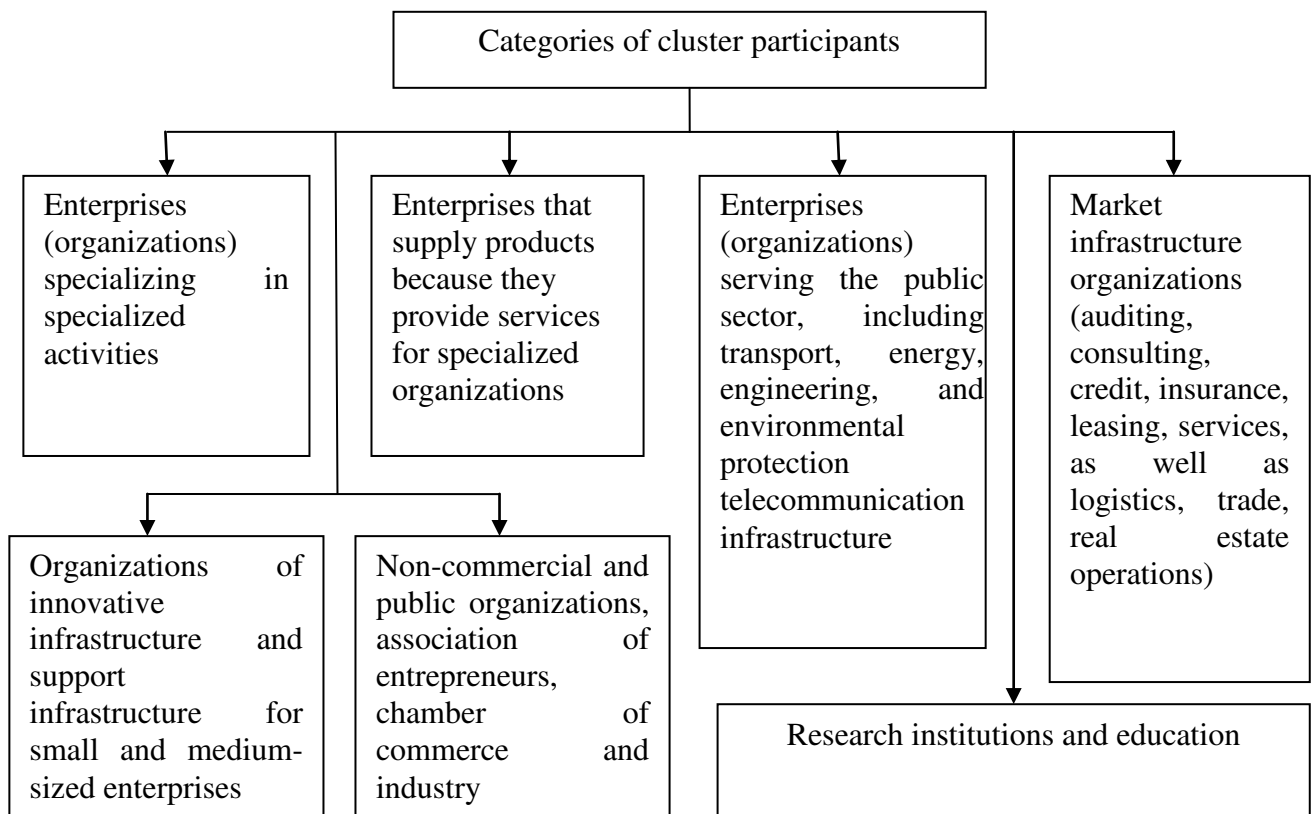 Categories of cluster participants
Enterprises
(organizations)
specializing in
specialized
activities
Enterprises that
supply products
because they
provide services
for specialized
organizations
Enterprises
(organizations)
serving the public
sector, including
transport, energy,
engineering, and
environmental
protection
telecommunication
infrastructure
Market
infrastructure
organizations
(auditing,
consulting,
credit, insurance,
leasing, services,
as well as
logistics, trade,
real estate
operations)
Organizations of
innovative
infrastructure and
support
infrastructure for
small and medium-
sized enterprises
Non-commercial and
public organizations,
association of
entrepreneurs,
chamber of
commerce and
industry
Research institutions and education